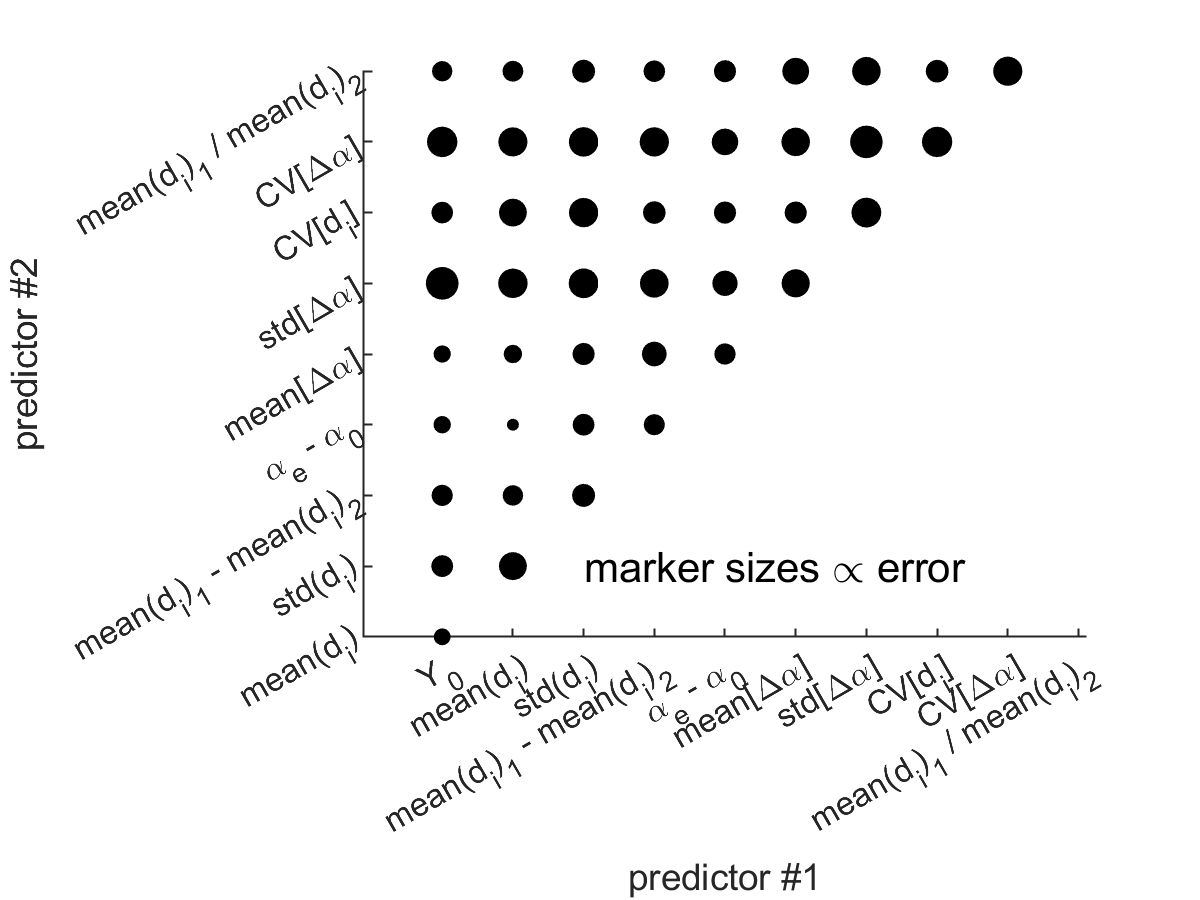 mean(d_i)_1 / mean(d_i)_2
CV[Δα]
CV[d_i]
std[Δα]
mean[Δα]
α_e - α_0
mean(d_i)_1 - mean(d_i)_2
std(d_i)
mean(d_i)
predictor #2
marker sizes ∝ error
Y_0
mean(d_i)
std(d_i)
mean(d_i)_1 - mean(d_i)_2
α_e - α_0
mean[Δα]
std[Δα]
CV[d_i]
CV[Δα]
mean(d_i)_1 / mean(d_i)_2
predictor #1